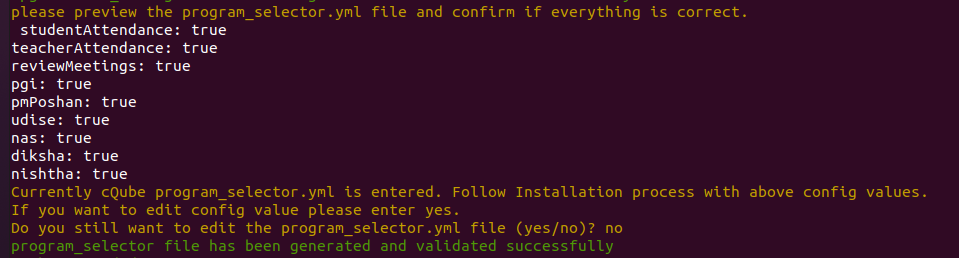 please preview the program_selector.yml file and confirm if everything is correct.
studentAttendance: true
teacherAttendance: true
reviewMeetings: true
pgi: true
pmPoshan: true
udise: true
nas: true
diksha: true
nishtha: true
Currently cQube program_selector.yml is entered. Follow Installation process with above config values.
If you want to edit config value please enter yes.
Do you still want to edit the program_selector.yml file (yes/no)? no
program_selector file has been generated and validated successfully